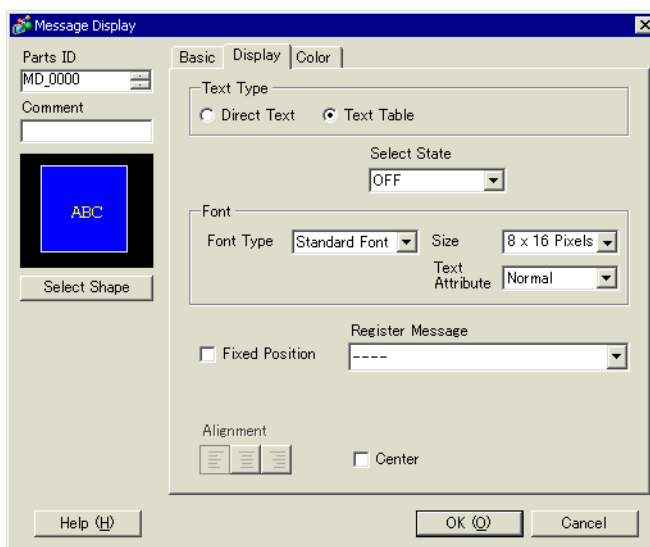 Message Display
Parts ID
MD_0000
Comment
ABC
Select Shape
Basic Display Color
Text Type
Direct Text Text Table
Select State
OFF
Font
Font Type Standard Font Size 8 x 16 Pixels
Text
Attribute Normal
Register Message
Fixed Position ----
Alignment
Center
Help (H) OK (O) Cancel